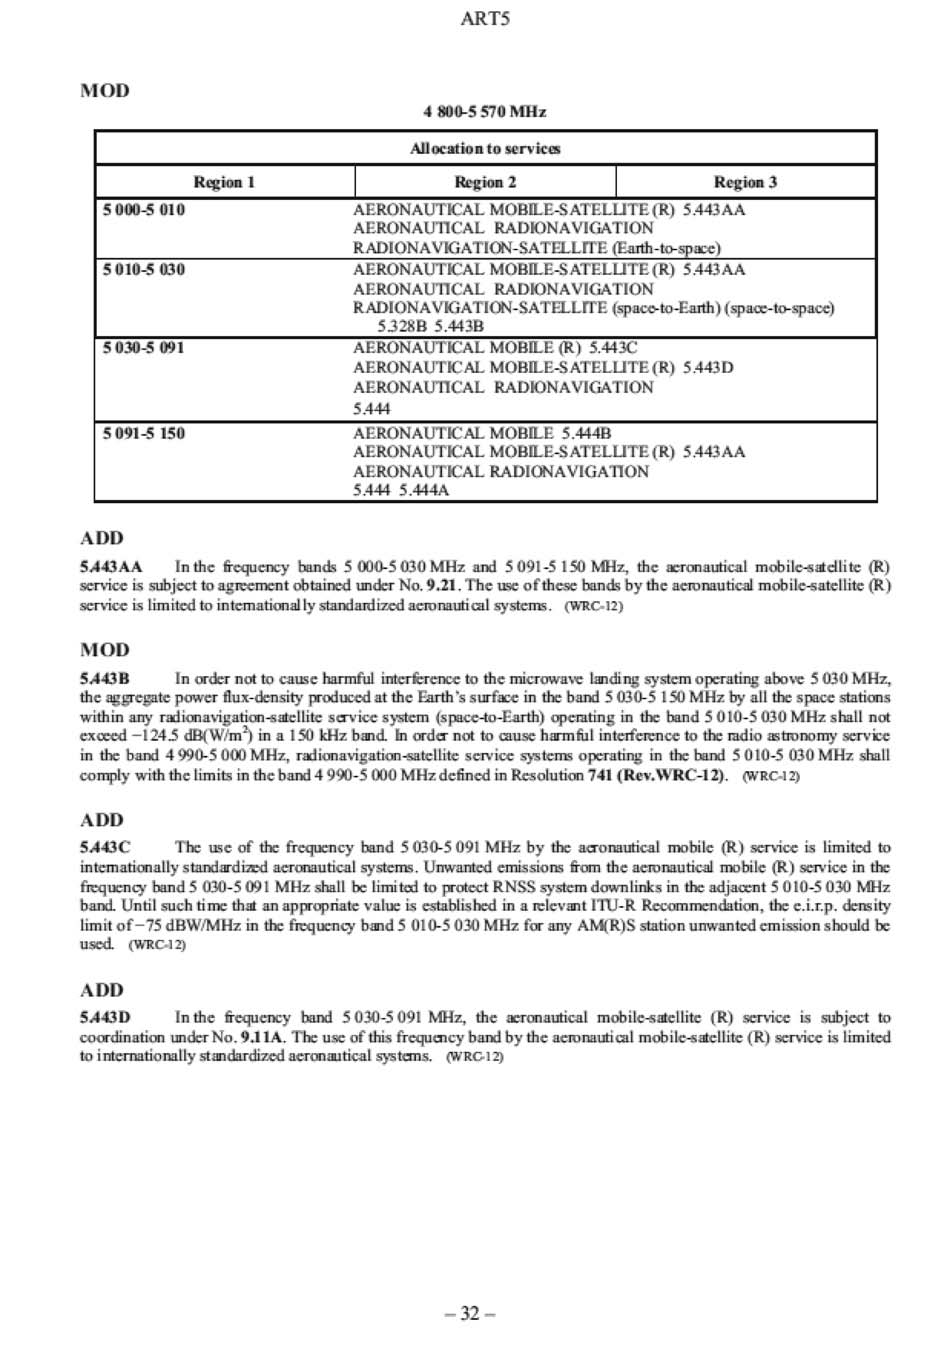 ART5
MOD
4 800-5 570 MHz
Allocation to services
Region 1 Region 2 Region 3
5 000-5 010 AERONAUTICAL MOBILE-SATELLITE (R) 5.443AA
AERONAUTICAL RADIONAVIGATION
RADIONAVIGATION-SATELLITE (Earth-to-space)
5 010-5 030 AERONAUTICAL MOBILE-SATELLITE (R) 5.443AA
AERONAUTICAL RADIONAVIGATION
RADIONAVIGATION-SATELLITE (space-to-Earth) (space-to-space)
5.328B 5.443B
5 030-5 091 AERONAUTICAL MOBILE (R) 5.443C
AERONAUTICAL MOBILE-SATELLITE (R) 5.443D
AERONAUTICAL RADIONAVIGATION
5.444
5 091-5 150 AERONAUTICAL MOBILE 5.444B
AERONAUTICAL MOBILE-SATELLITE (R) 5.443AA
AERONAUTICAL RADIONAVIGATION
5.444 5.444A
ADD
5.443AA In the frequency bands 5 000-5 030 MHz and 5 091-5 150 MHz, the aeronautical mobile-satellite (R)
service is subject to agreement obtained under No. 9.21. The use of these bands by the aeronautical mobile-satellite (R)
service is limited to internationally standardized aeronautical systems. (WRC-12)
MOD
5.443B In order not to cause harmful interference to the microwave landing system operating above 5 030 MHz,
the aggregate power flux-density produced at the Earth's surface in the band 5 030-5 150 MHz by all the space stations
within any radionavigation-satellite service system (space-to-Earth) operating in the band 5 010-5 030 MHz shall not
exceed −124.5 dB(W/m²) in a 150 kHz band. In order not to cause harmful interference to the radio astronomy service
in the band 4 990-5 000 MHz, radionavigation-satellite service systems operating in the band 5 010-5 030 MHz shall
comply with the limits in the band 4 990-5 000 MHz defined in Resolution 741 (Rev.WRC-12). (WRC-12)
ADD
5.443C The use of the frequency band 5 030-5 091 MHz by the aeronautical mobile (R) service is limited to
internationally standardized aeronautical systems. Unwanted emissions from the aeronautical mobile (R) service in the
frequency band 5 030-5 091 MHz shall be limited to protect RNSS system downlinks in the adjacent 5 010-5 030 MHz
band. Until such time that an appropriate value is established in a relevant ITU-R Recommendation, the e.i.r.p. density
limit of −75 dBW/MHz in the frequency band 5 010-5 030 MHz for any AM(R)S station unwanted emission should be
used. (WRC-12)
ADD
5.443D In the frequency band 5 030-5 091 MHz, the aeronautical mobile-satellite (R) service is subject to
coordination under No. 9.11A. The use of this frequency band by the aeronautical mobile-satellite (R) service is limited
to internationally standardized aeronautical systems. (WRC-12)
– 32 –